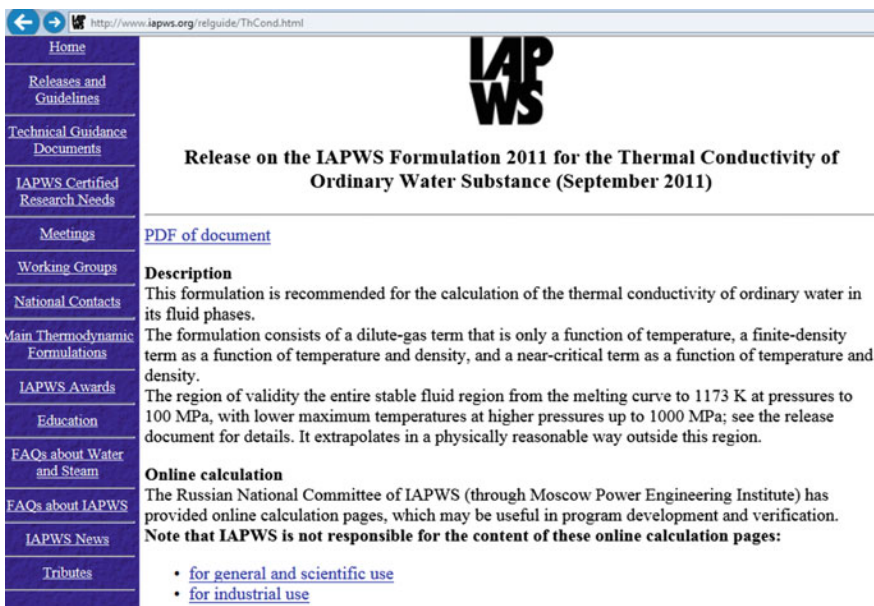 http://www.iapws.org/relguide/ThCond.html
Home
Releases and
Guidelines
Technical Guidance
Documents
IAPWS Certified
Research Needs
Meetings
Working Groups
National Contacts
Main Thermodynamic
Formulations
IAPWS Awards
Education
FAQs about Water
and Steam
FAQs about IAPWS
IAPWS News
Tributes
IAP
WS
Release on the IAPWS Formulation 2011 for the Thermal Conductivity of
Ordinary Water Substance (September 2011)
PDF of document
Description
This formulation is recommended for the calculation of the thermal conductivity of ordinary water in
its fluid phases.
The formulation consists of a dilute-gas term that is only a function of temperature, a finite-density
term as a function of temperature and density, and a near-critical term as a function of temperature and
density.
The region of validity the entire stable fluid region from the melting curve to 1173 K at pressures to
100 MPa, with lower maximum temperatures at higher pressures up to 1000 MPa; see the release
document for details. It extrapolates in a physically reasonable way outside this region.
Online calculation
The Russian National Committee of IAPWS (through Moscow Power Engineering Institute) has
provided online calculation pages, which may be useful in program development and verification.
Note that IAPWS is not responsible for the content of these online calculation pages:
• for general and scientific use
• for industrial use